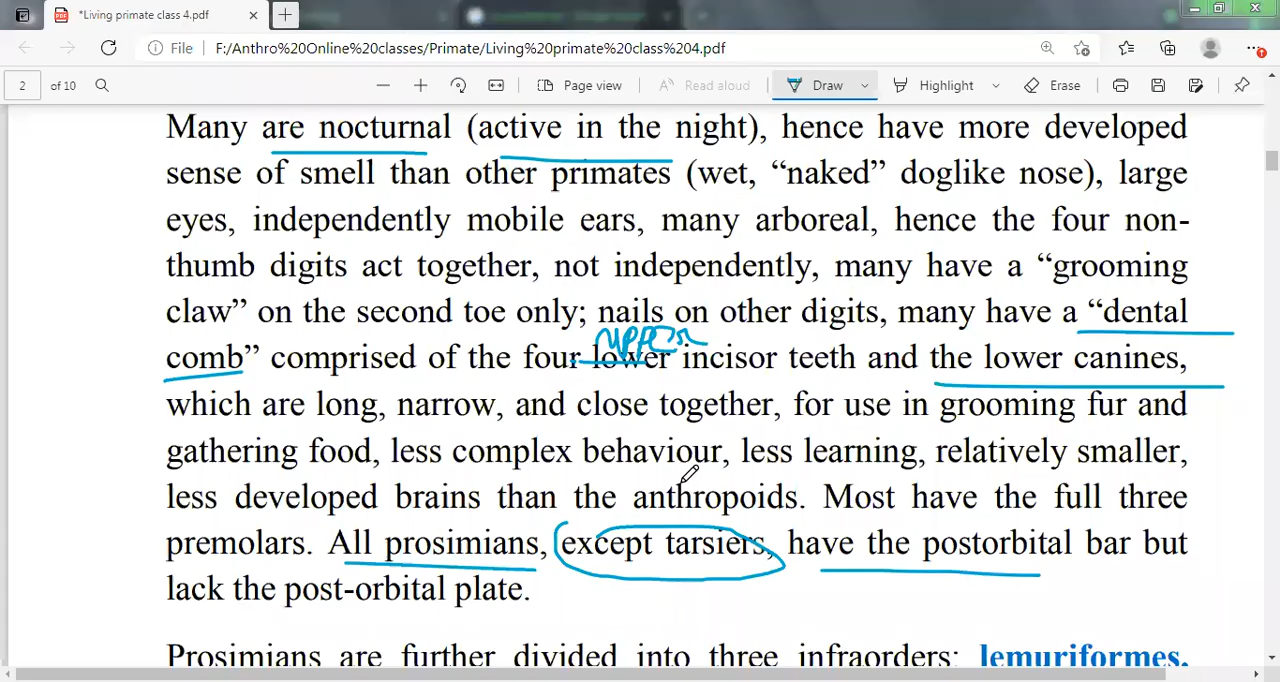 *Living primate class 4.pdf
File
F:/Anthro%20Online%20classes/Primate/Living%20primate%20class%204.pdf
2 of 10
Page view
Read aloud
Draw
Highlight
Erase
Many are nocturnal (active in the night), hence have more developed
sense of smell than other primates (wet, “naked” doglike nose), large
eyes, independently mobile ears, many arboreal, hence the four non-
thumb digits act together, not independently, many have a “grooming
claw” on the second toe only; nails on other digits, many have a “dental
upper
comb” comprised of the four lower incisor teeth and the lower canines,
which are long, narrow, and close together, for use in grooming fur and
gathering food, less complex behaviour, less learning, relatively smaller,
less developed brains than the anthropoids. Most have the full three
premolars. All prosimians, except tarsiers, have the postorbital bar but
lack the post-orbital plate.
Prosimians are further divided into three infraorders: lemuriformes,